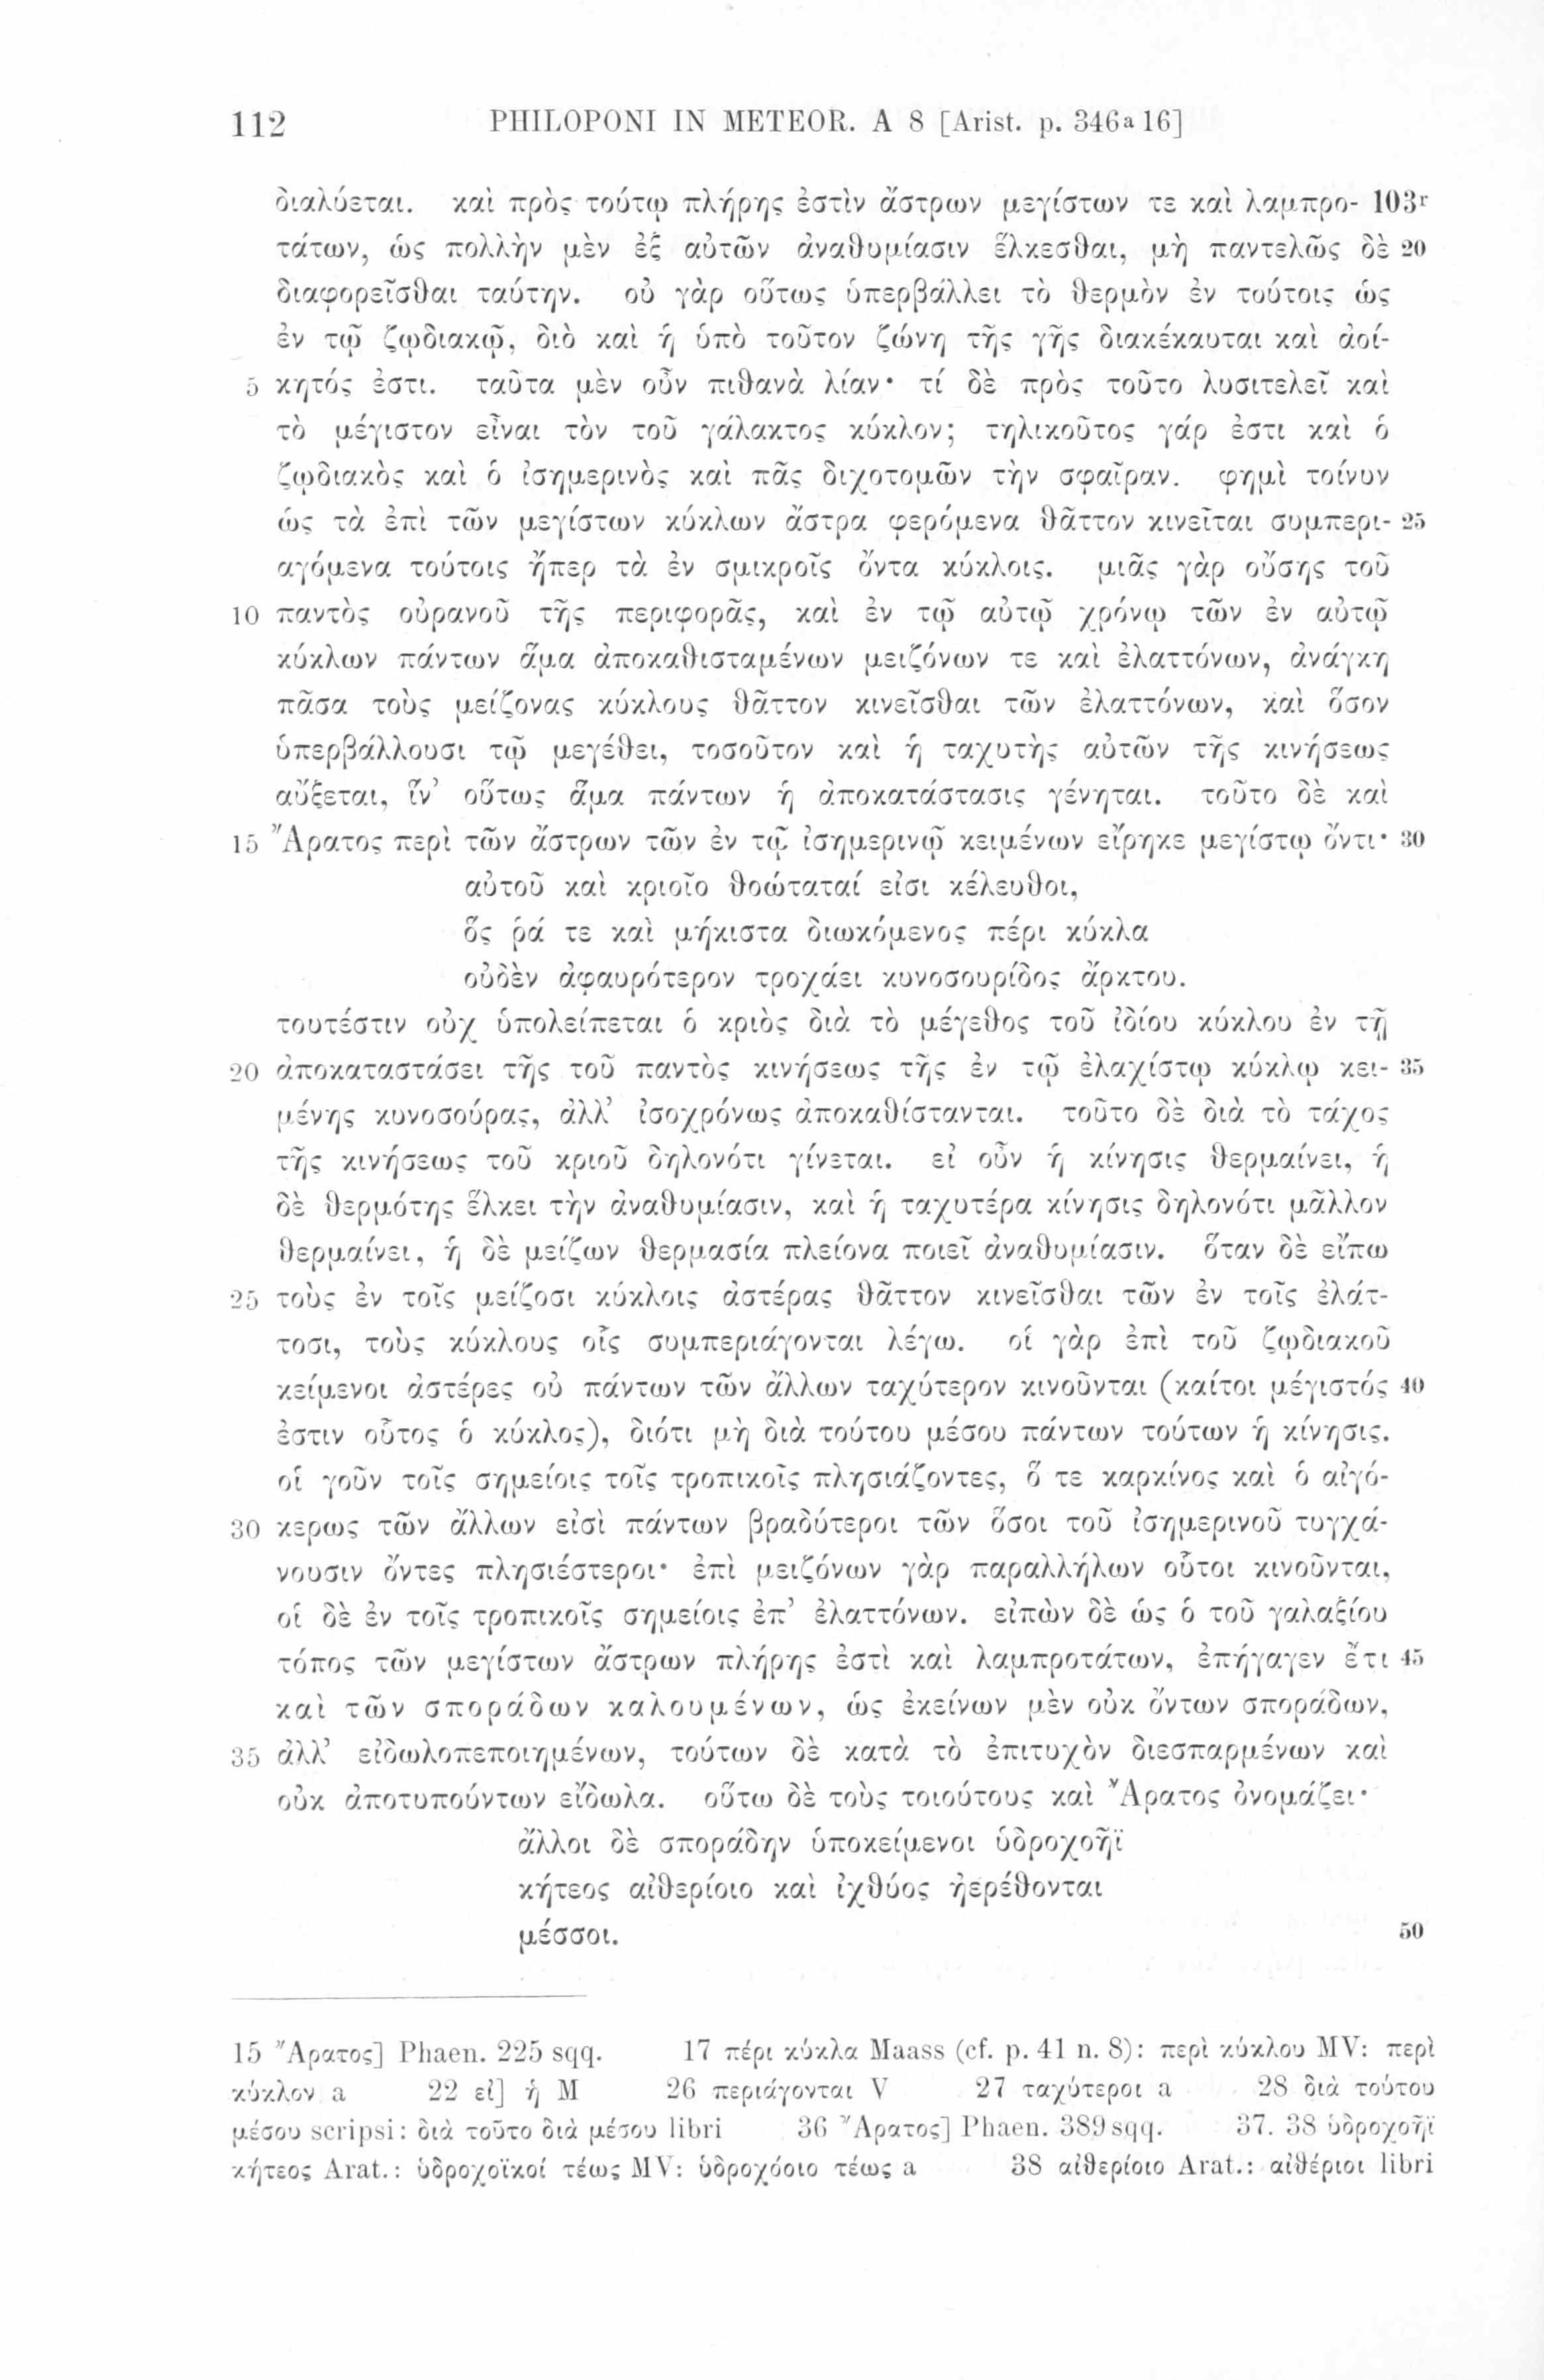 112 PHILOPONI IN METEOR. A 8 [Arist. p. 346a16]
διαλύεται. καὶ πρὸς τούτῳ πλήρης ἐστὶν ἄστρων μεγίστων τε καὶ λαμπρο- 103r
τάτων, ὡς πολλὴν μὲν ἐξ αὐτῶν ἀναθυμίασιν ἕλκεσθαι, μὴ παντελῶς δὲ 20
διαφορεῖσθαι ταύτην. οὐ γὰρ οὕτως ὑπερβάλλει τὸ θερμὸν ἐν τούτοις ὡς
ἐν τῷ ζῳδιακῷ, διὸ καὶ ἡ ὑπὸ τοῦτον ζώνη τῆς γῆς διακέκαυται καὶ ἀοί-
5 κητός ἐστι. ταῦτα μὲν οὖν πιθανὰ λίαν· τί δὲ πρὸς τοῦτο λυσιτελεῖ καὶ
τὸ μέγιστον εἶναι τὸν τοῦ γάλακτος κύκλον; τηλικοῦτος γάρ ἐστι καὶ ὁ
ζῳδιακὸς καὶ ὁ ἰσημερινὸς καὶ πᾶς διχοτομῶν τὴν σφαῖραν. φημὶ τοίνυν
ὡς τὰ ἐπὶ τῶν μεγίστων κύκλων ἄστρα φερόμενα θᾶττον κινεῖται συμπερι- 25
αγόμενα τούτοις ἤπερ τὰ ἐν σμικροῖς ὄντα κύκλοις. μιᾶς γὰρ οὔσης τοῦ
10 παντὸς οὐρανοῦ τῆς περιφορᾶς, καὶ ἐν τῷ αὐτῷ χρόνῳ τῶν ἐν αὐτῷ
κύκλων πάντων ἅμα ἀποκαθισταμένων μειζόνων τε καὶ ἐλαττόνων, ἀνάγκη
πᾶσα τοὺς μείζονας κύκλους θᾶττον κινεῖσθαι τῶν ἐλαττόνων, καὶ ὅσον
ὑπερβάλλουσι τῷ μεγέθει, τοσοῦτον καὶ ἡ ταχυτὴς αὐτῶν τῆς κινήσεως
αὔξεται, ἵν’ οὕτως ἅμα πάντων ἡ ἀποκατάστασις γένηται. τοῦτο δὲ καὶ
15 Ἄρατος περὶ τῶν ἄστρων τῶν ἐν τῷ ἰσημερινῷ κειμένων εἴρηκε μεγίστῳ ὄντι· 30
αὐτοῦ καὶ κριοῖο θοώταταί εἰσι κέλευθοι,
ὅς ῥά τε καὶ μήκιστα διωκόμενος πέρι κύκλα
οὐδὲν ἀφαυρότερον τροχάει κυνοσουρίδος ἄρκτου.
τουτέστιν οὐχ ὑπολείπεται ὁ κριὸς διὰ τὸ μέγεθος τοῦ ἰδίου κύκλου ἐν τῇ
20 ἀποκαταστάσει τῆς τοῦ παντὸς κινήσεως τῆς ἐν τῷ ἐλαχίστῳ κύκλῳ κει- 35
μένης κυνοσούρας, ἀλλ’ ἰσοχρόνως ἀποκαθίστανται. τοῦτο δὲ διὰ τὸ τάχος
τῆς κινήσεως τοῦ κριοῦ δηλονότι γίνεται. εἰ οὖν ἡ κίνησις θερμαίνει, ἡ
δὲ θερμότης ἕλκει τὴν ἀναθυμίασιν, καὶ ἡ ταχυτέρα κίνησις δηλονότι μᾶλλον
θερμαίνει, ἡ δὲ μείζων θερμασία πλείονα ποιεῖ ἀναθυμίασιν. ὅταν δὲ εἴπω
25 τοὺς ἐν τοῖς μείζοσι κύκλοις ἀστέρας θᾶττον κινεῖσθαι τῶν ἐν τοῖς ἐλάτ-
τοσι, τοὺς κύκλους οἷς συμπεριάγονται λέγω. οἱ γὰρ ἐπὶ τοῦ ζῳδιακοῦ
κείμενοι ἀστέρες οὐ πάντων τῶν ἄλλων ταχύτερον κινοῦνται (καίτοι μέγιστός 40
ἐστιν οὗτος ὁ κύκλος), διότι μὴ διὰ τούτου μέσου πάντων τούτων ἡ κίνησις.
οἱ γοῦν τοῖς σημείοις τοῖς τροπικοῖς πλησιάζοντες, ὅ τε καρκίνος καὶ ὁ αἰγό-
30 κερως τῶν ἄλλων εἰσὶ πάντων βραδύτεροι τῶν ὅσοι τοῦ ἰσημερινοῦ τυγχά-
νουσιν ὄντες πλησιέστεροι· ἐπὶ μειζόνων γὰρ παραλλήλων οὗτοι κινοῦνται,
οἱ δὲ ἐν τοῖς τροπικοῖς σημείοις ἐπ’ ἐλαττόνων. εἰπὼν δὲ ὡς ὁ τοῦ γαλαξίου
τόπος τῶν μεγίστων ἄστρων πλήρης ἐστὶ καὶ λαμπροτάτων, ἐπήγαγεν ἔτι 45
καὶ τῶν σποράδων καλουμένων, ὡς ἐκείνων μὲν οὐκ ὄντων σποράδων,
35 ἀλλ’ εἰδωλοπεποιημένων, τούτων δὲ κατὰ τὸ ἐπιτυχὸν διεσπαρμένων καὶ
οὐκ ἀποτυπούντων εἴδωλα. οὕτω δὲ τοὺς τοιούτους καὶ Ἄρατος ὀνομάζει·
ἄλλοι δὲ σποράδην ὑποκείμενοι ὑδροχοῆϊ
κήτεος αἰθερίοιο καὶ ἰχθύος ἠερέθονται
μέσσοι. 50
15 Ἄρατος] Phaen. 225 sqq. 17 πέρι κύκλα Maass (cf. p. 41 n. 8): περὶ κύκλου MV: περὶ
κύκλον a 22 εἰ] ἡ M 26 περιάγονται V 27 ταχύτεροι a 28 διὰ τούτου
μέσου scripsi: διὰ τοῦτο διὰ μέσου libri 36 Ἄρατος] Phaen. 389 sqq. 37. 38 ὑδροχοῆϊ
κήτεος Arat.: ὑδροχοϊκοί τέως MV: ὑδροχόοιο τέως a 38 αἰθερίοιο Arat.: αἰθέριοι libri